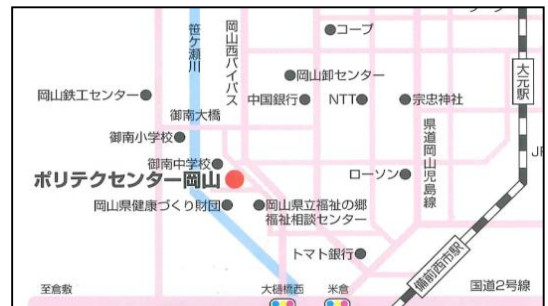 コープ
笹ケ瀬川
岡山西バイパス
岡山卸センター
大元駅
岡山鉄工センター
中国銀行
NTT
宗忠神社
御南大橋
県道岡山児島線
御南小学校
御南中学校
ポリテクセンター岡山
ローソン
岡山県健康づくり財団
岡山県立福祉の郷
福祉相談センター
トマト銀行
備前西市駅
至倉敷
大樋橋西
米倉
国道2号線